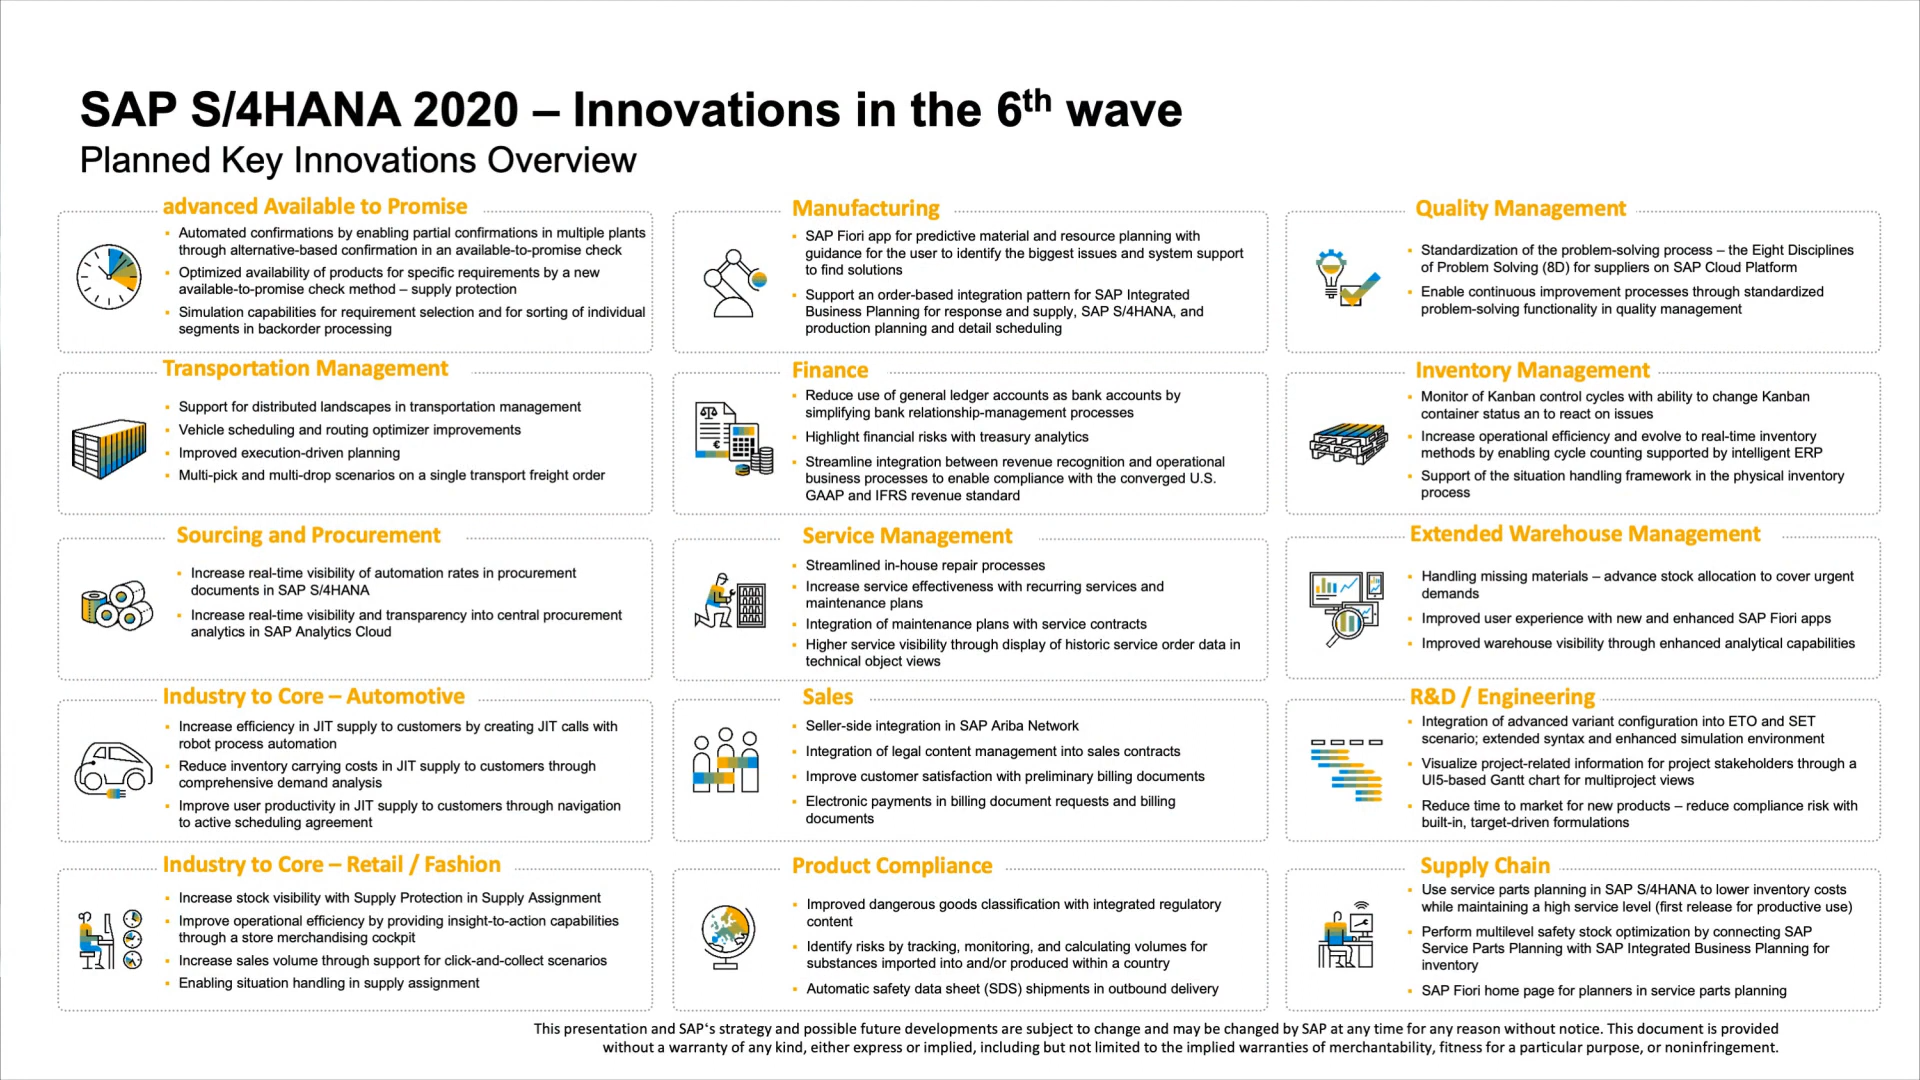 SAP S/4HANA 2020 – Innovations in the 6th wave
Planned Key Innovations Overview
advanced Available to Promise
▪ Automated confirmations by enabling partial confirmations in multiple plants
through alternative-based confirmation in an available-to-promise check
▪ Optimized availability of products for specific requirements by a new
available-to-promise check method – supply protection
▪ Simulation capabilities for requirement selection and for sorting of individual
segments in backorder processing
Manufacturing
▪ SAP Fiori app for predictive material and resource planning with
guidance for the user to identify the biggest issues and system support
to find solutions
▪ Support an order-based integration pattern for SAP Integrated
Business Planning for response and supply, SAP S/4HANA, and
production planning and detail scheduling
Quality Management
▪ Standardization of the problem-solving process – the Eight Disciplines
of Problem Solving (8D) for suppliers on SAP Cloud Platform
▪ Enable continuous improvement processes through standardized
problem-solving functionality in quality management
Transportation Management
▪ Support for distributed landscapes in transportation management
▪ Vehicle scheduling and routing optimizer improvements
▪ Improved execution-driven planning
▪ Multi-pick and multi-drop scenarios on a single transport freight order
Finance
▪ Reduce use of general ledger accounts as bank accounts by
simplifying bank relationship-management processes
▪ Highlight financial risks with treasury analytics
▪ Streamline integration between revenue recognition and operational
business processes to enable compliance with the converged U.S.
GAAP and IFRS revenue standard
Inventory Management
▪ Monitor of Kanban control cycles with ability to change Kanban
container status an to react on issues
▪ Increase operational efficiency and evolve to real-time inventory
methods by enabling cycle counting supported by intelligent ERP
▪ Support of the situation handling framework in the physical inventory
process
Sourcing and Procurement
▪ Increase real-time visibility of automation rates in procurement
documents in SAP S/4HANA
▪ Increase real-time visibility and transparency into central procurement
analytics in SAP Analytics Cloud
Service Management
▪ Streamlined in-house repair processes
▪ Increase service effectiveness with recurring services and
maintenance plans
▪ Integration of maintenance plans with service contracts
▪ Higher service visibility through display of historic service order data in
technical object views
Extended Warehouse Management
▪ Handling missing materials – advance stock allocation to cover urgent
demands
▪ Improved user experience with new and enhanced SAP Fiori apps
▪ Improved warehouse visibility through enhanced analytical capabilities
Industry to Core – Automotive
▪ Increase efficiency in JIT supply to customers by creating JIT calls with
robot process automation
▪ Reduce inventory carrying costs in JIT supply to customers through
comprehensive demand analysis
▪ Improve user productivity in JIT supply to customers through navigation
to active scheduling agreement
Sales
▪ Seller-side integration in SAP Ariba Network
▪ Integration of legal content management into sales contracts
▪ Improve customer satisfaction with preliminary billing documents
▪ Electronic payments in billing document requests and billing
documents
R&D / Engineering
▪ Integration of advanced variant configuration into ETO and SET
scenario; extended syntax and enhanced simulation environment
▪ Visualize project-related information for project stakeholders through a
UI5-based Gantt chart for multiproject views
▪ Reduce time to market for new products – reduce compliance risk with
built-in, target-driven formulations
Industry to Core – Retail / Fashion
▪ Increase stock visibility with Supply Protection in Supply Assignment
▪ Improve operational efficiency by providing insight-to-action capabilities
through a store merchandising cockpit
▪ Increase sales volume through support for click-and-collect scenarios
▪ Enabling situation handling in supply assignment
Product Compliance
▪ Improved dangerous goods classification with integrated regulatory
content
▪ Identify risks by tracking, monitoring, and calculating volumes for
substances imported into and/or produced within a country
▪ Automatic safety data sheet (SDS) shipments in outbound delivery
Supply Chain
▪ Use service parts planning in SAP S/4HANA to lower inventory costs
while maintaining a high service level (first release for productive use)
▪ Perform multilevel safety stock optimization by connecting SAP
Service Parts Planning with SAP Integrated Business Planning for
inventory
▪ SAP Fiori home page for planners in service parts planning
This presentation and SAP‘s strategy and possible future developments are subject to change and may be changed by SAP at any time for any reason without notice. This document is provided
without a warranty of any kind, either express or implied, including but not limited to the implied warranties of merchantability, fitness for a particular purpose, or noninfringement.